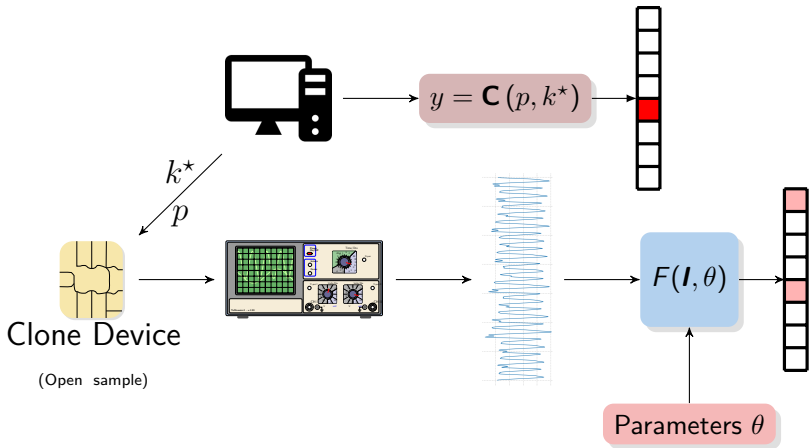 y = C (p, k⋆)
k⋆
p
F(l, θ)
Clone Device
(Open sample)
Parameters θ